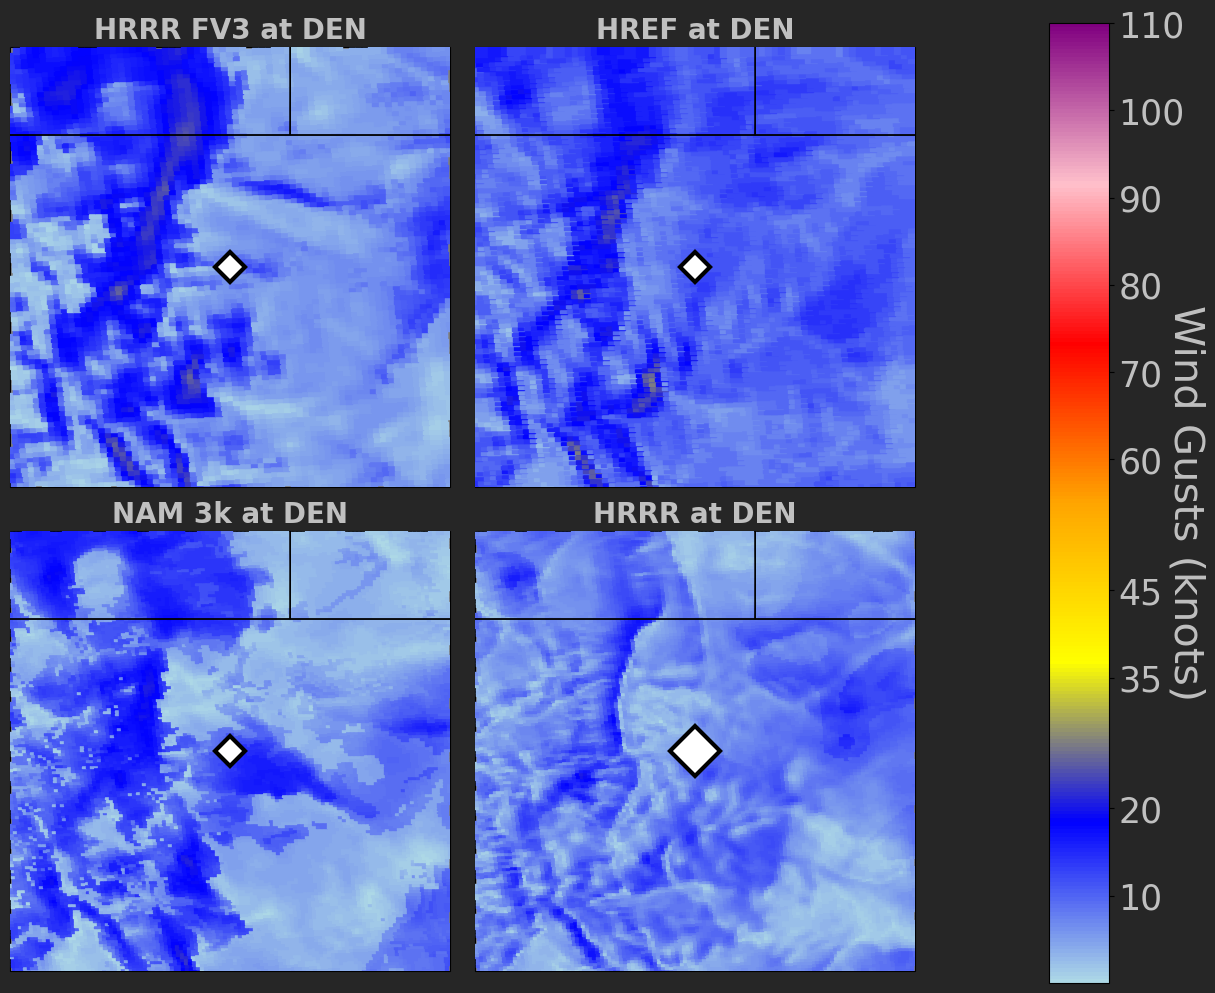 HRRR FV3 at DEN
HREF at DEN
NAM 3k at DEN
HRRR at DEN
110
100
90
80
70
60
45
35
20
10
Wind Gusts (knots)